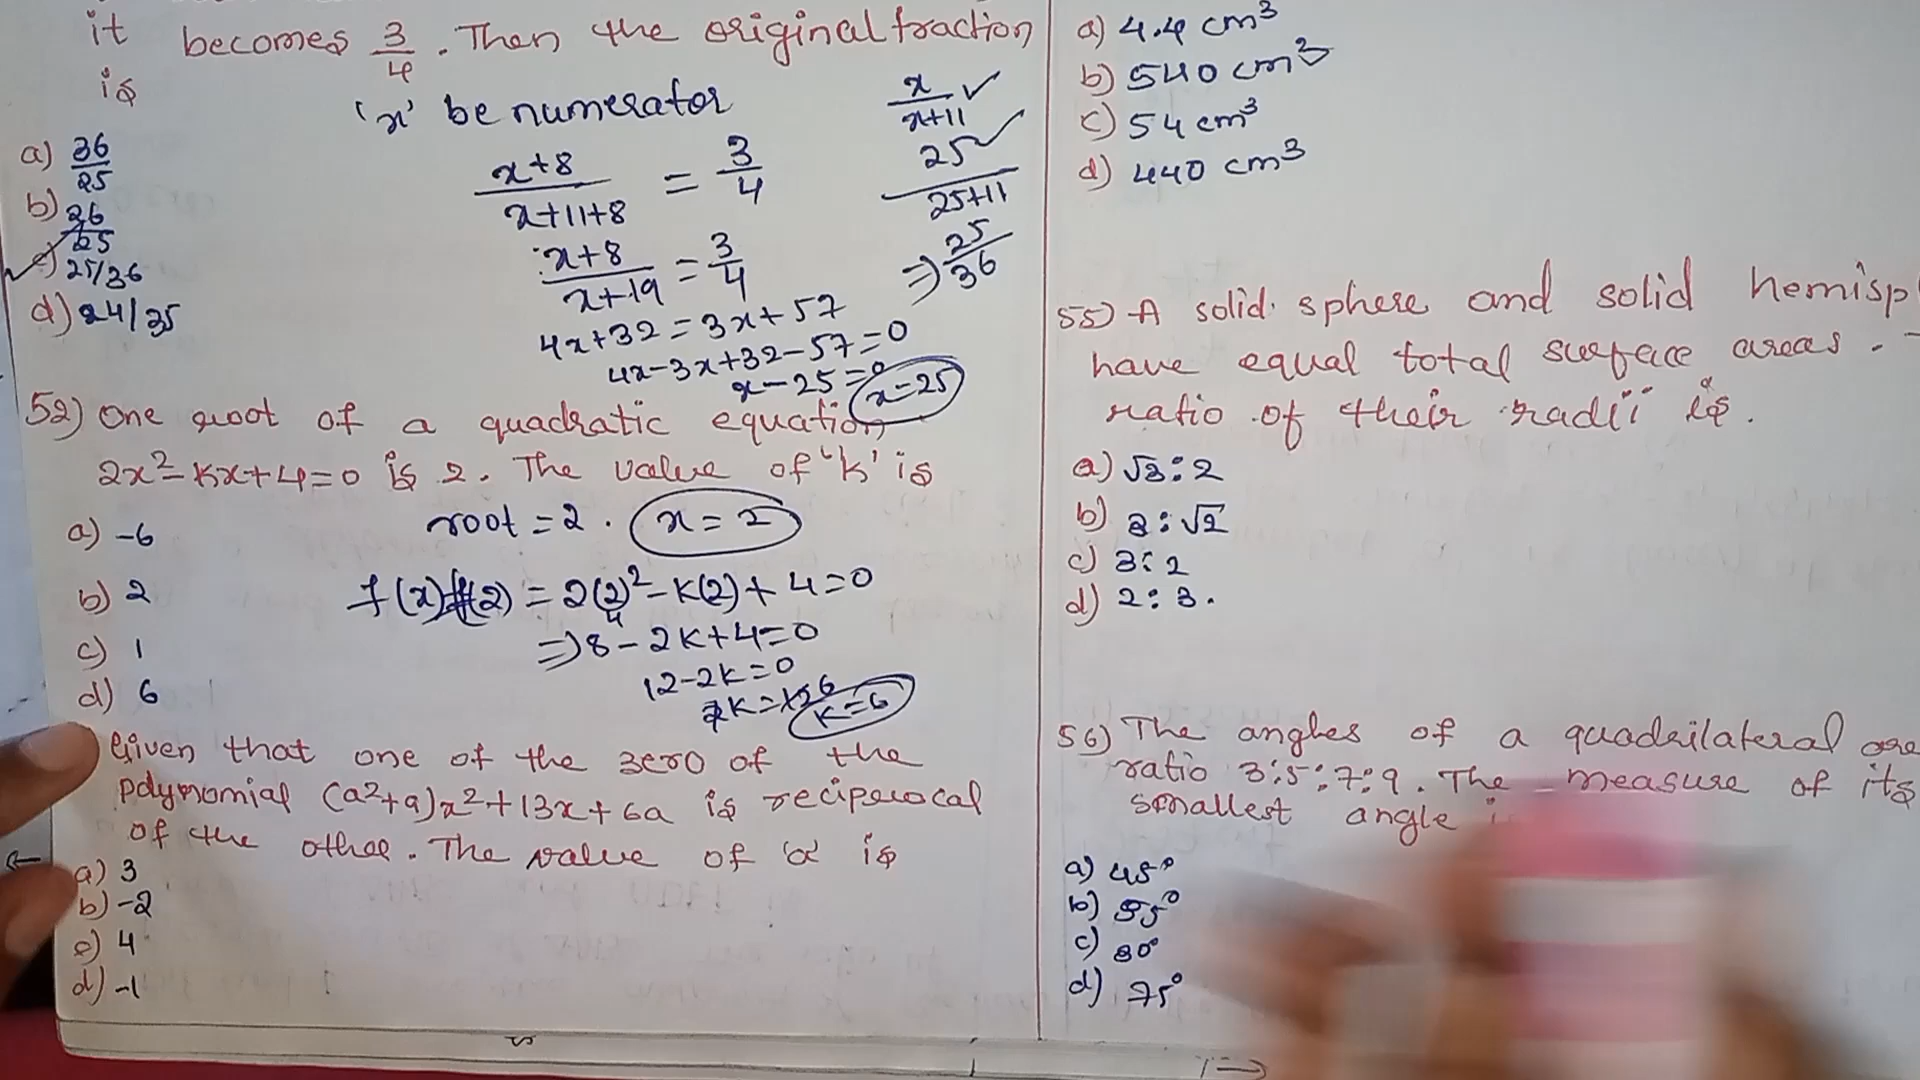 it becomes 3/4 . Then the original fraction
is
'x' be numerator
x/x+11 ✓
a) 36/25
x+8/x+11+8 = 3/4
25/25+11
b) 26/25
x+8/x+19 = 3/4
⇒ 25/36
c) 25/36
4x+32=3x+57
d) 24/35
4x-3x+32-57=0
x-25=0
x=25
52) One root of a quadratic equation
2x²-kx+4=0 is 2. The value of 'k' is
root = 2 . x = 2
a) -6
f(x) f(2) = 2(2)²-k(2)+4=0
4
b) 2
⇒ 8-2k+4=0
c) 1
12-2k=0
d) 6
k=6
Given that one of the zero of the
polynomial (a²+9)x²+13x+6a is reciprocal
of the other. The value of 'a' is
a) 3
b) -2
c) 4
d) -1
a) 4.4 cm³
b) 540 cm³
c) 54 cm³
d) 440 cm³
55) A solid sphere and solid hemisp
have equal total surface areas.
ratio of their radii is.
a) √3:2
b) 3:√2
c) 3:2
d) 2:3.
56) The angles of a quadrilateral are
ratio 3:5:7:9. The measure of its
smallest angle
a) 45°
b) 55°
c)
d) 75°